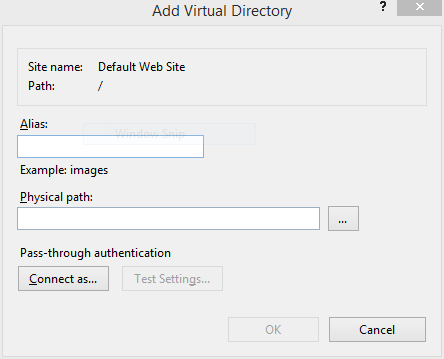 Add Virtual Directory
?
Site name: Default Web Site
Path: /
Alias:
Window Snip
Example: images
Physical path:
...
Pass-through authentication
Connect as... Test Settings...
OK Cancel